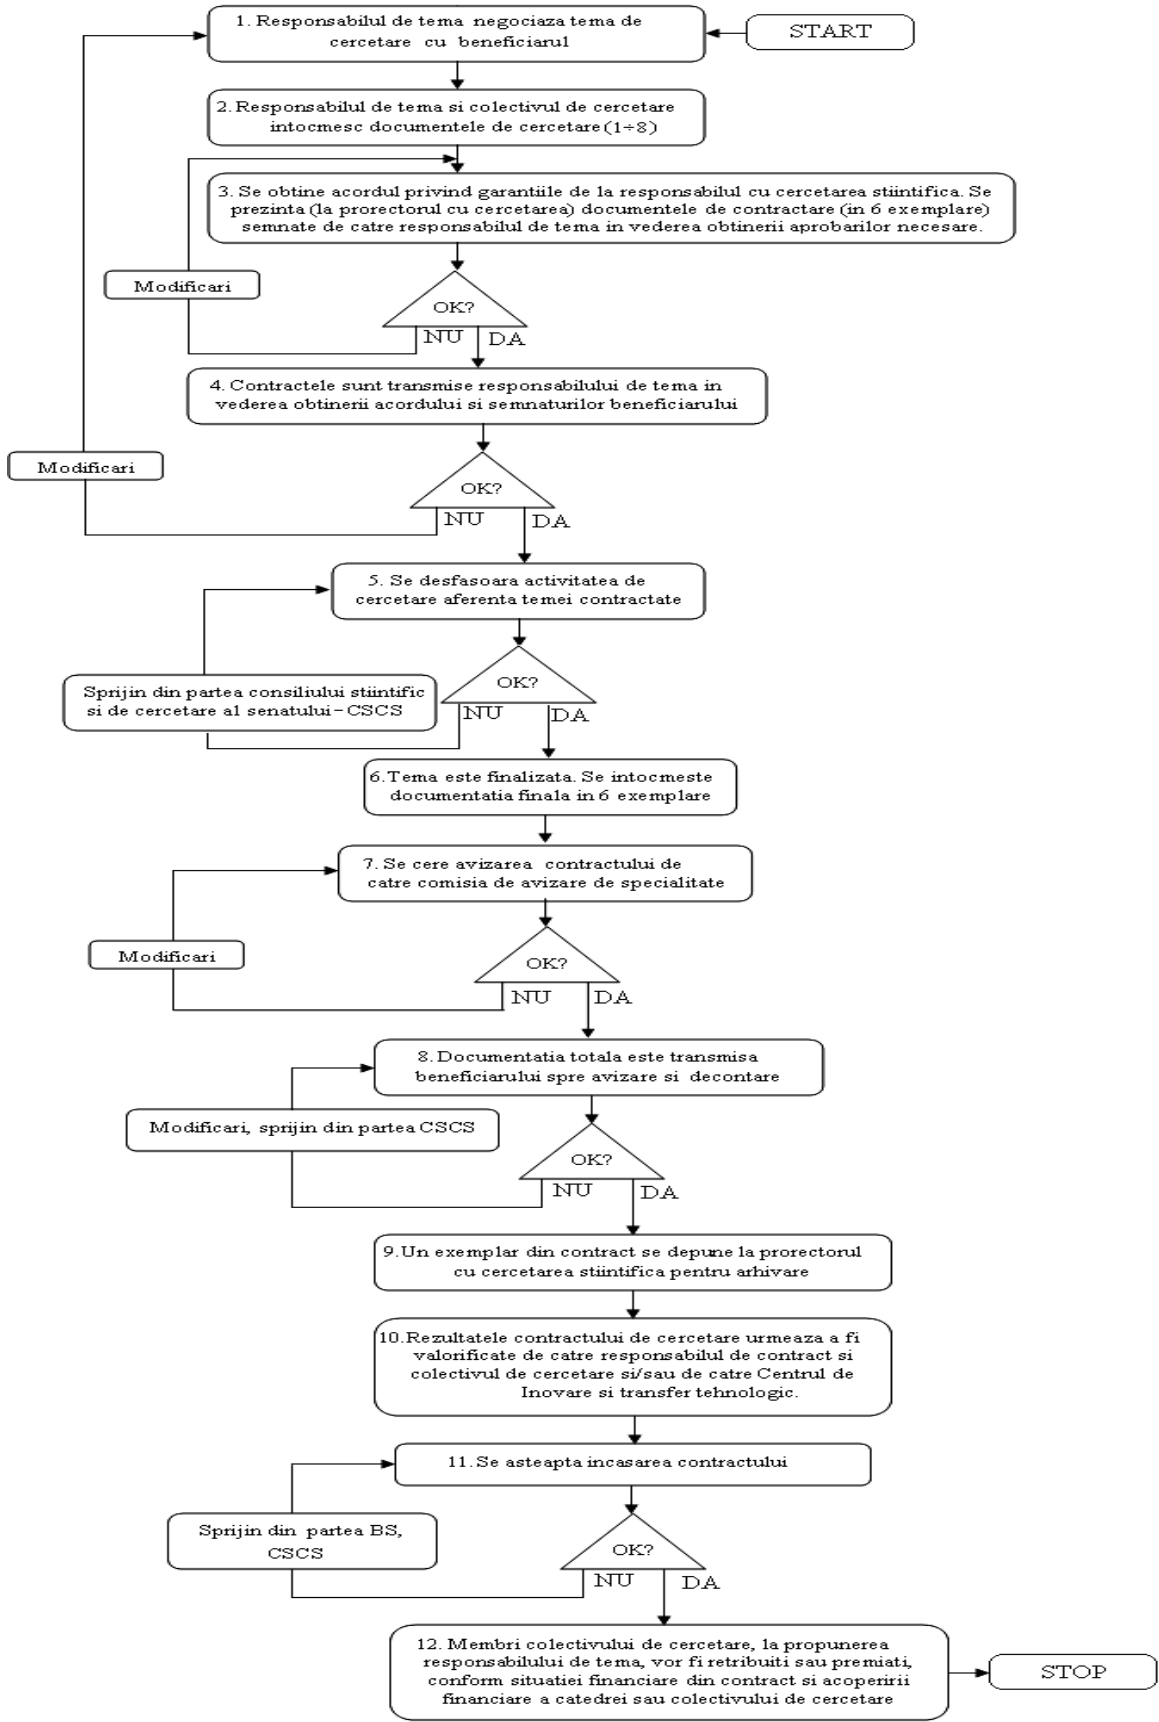 1. Responsabilul de tema negociaza tema de
cercetare cu beneficiarul
START
2. Responsabilul de tema si colectivul de cercetare
intocmesc documentele de cercetare (1÷8)
3. Se obtine acordul privind garantiile de la responsabilul cu cercetarea stiintifica. Se
prezinta (la prorectorul cu cercetarea) documentele de contractare (in 6 exemplare)
semnate de catre responsabilul de tema in vederea obtinerii aprobarilor necesare.
Modificari
OK?
NU
DA
4. Contractele sunt transmise responsabilului de tema in
vederea obtinerii acordului si semnaturilor beneficiarului
Modificari
OK?
NU
DA
5. Se desfasoara activitatea de
cercetare aferenta temei contractate
OK?
Sprijin din partea consiliului stiintific
si de cercetare al senatului-CSCS
NU
DA
6.Tema este finalizata. Se intocmeste
documentatia finala in 6 exemplare
7. Se cere avizarea contractului de
catre comisia de avizare de specialitate
Modificari
OK?
NU
DA
8. Documentatia totala este transmisa
beneficiarului spre avizare si decontare
Modificari, sprijin din partea CSCS
OK?
NU
DA
9.Un exemplar din contract se depune la prorectorul
cu cercetarea stiintifica pentru arhivare
10.Rezultatele contractului de cercetare urmeaza a fi
valorificate de catre responsabilul de contract si
colectivul de cercetare si/sau de catre Centrul de
Inovare si transfer tehnologic.
11. Se asteapta incasarea contractului
Sprijin din partea BS,
CSCS
OK?
NU
DA
12. Membri colectivului de cercetare, la propunerea
responsabilului de tema, vor fi retribuiti sau premiati,
conform situatiei financiare din contract si acoperirii
financiare a catedrei sau colectivului de cercetare
STOP